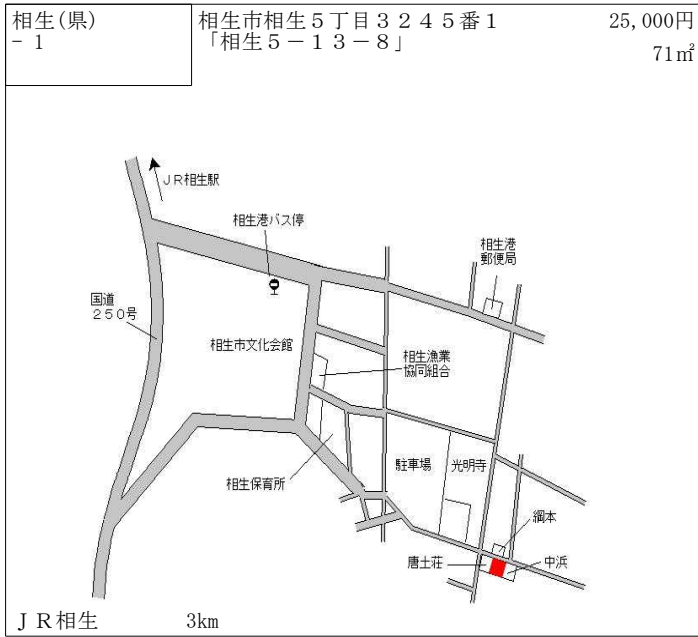 相生(県)
－１
相生市相生５丁目３２４５番１
「相生５－１３－８」
25,000円
71㎡
ＪＲ相生駅
相生港バス停
相生港
郵便局
国道
２５０号
相生市文化会館
相生漁業
協同組合
相生保育所
駐車場
光明寺
綱本
唐土荘
中浜
ＪＲ相生
3km